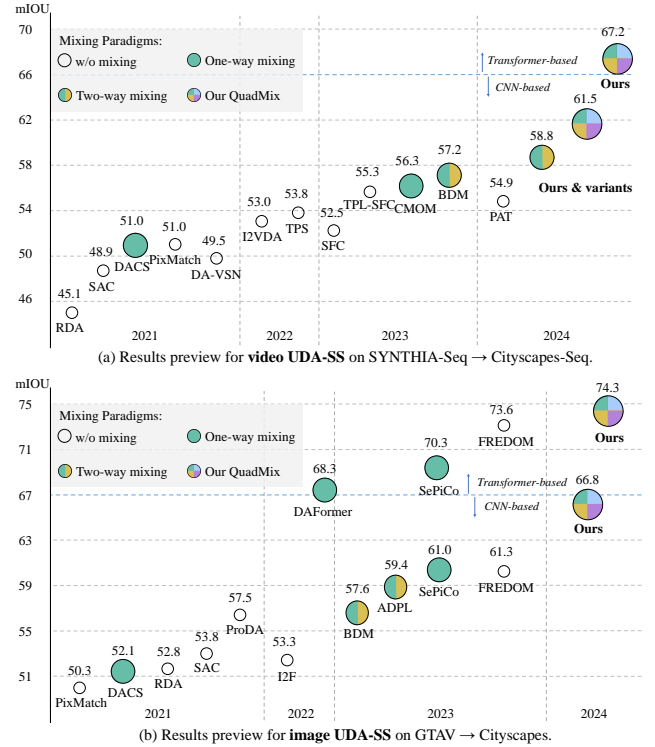 mIOU
70
66
62
58
54
50
46
Mixing Paradigms:
w/o mixing
One-way mixing
Two-way mixing
Our QuadMix
67.2
Transformer-based
CNN-based
Ours
61.5
58.8
Ours & variants
57.2
BDM
56.3
CMOM
55.3
TPL-SFC
54.9
PAT
53.8
TPS
53.0
I2VDA
52.5
SFC
51.0
DACS
51.0
PixMatch
49.5
DA-VSN
48.9
SAC
45.1
RDA
2021
2022
2023
2024
(a) Results preview for video UDA-SS on SYNTHIA-Seq → Cityscapes-Seq.
mIOU
75
71
67
63
59
55
51
Mixing Paradigms:
w/o mixing
One-way mixing
Two-way mixing
Our QuadMix
74.3
Ours
73.6
FREDOM
70.3
SePiCo
68.3
DAFormer
Transformer-based
CNN-based
66.8
Ours
61.3
FREDOM
61.0
SePiCo
59.4
ADPL
57.6
BDM
57.5
ProDA
53.8
SAC
53.3
I2F
52.8
RDA
52.1
DACS
50.3
PixMatch
2021
2022
2023
2024
(b) Results preview for image UDA-SS on GTAV → Cityscapes.